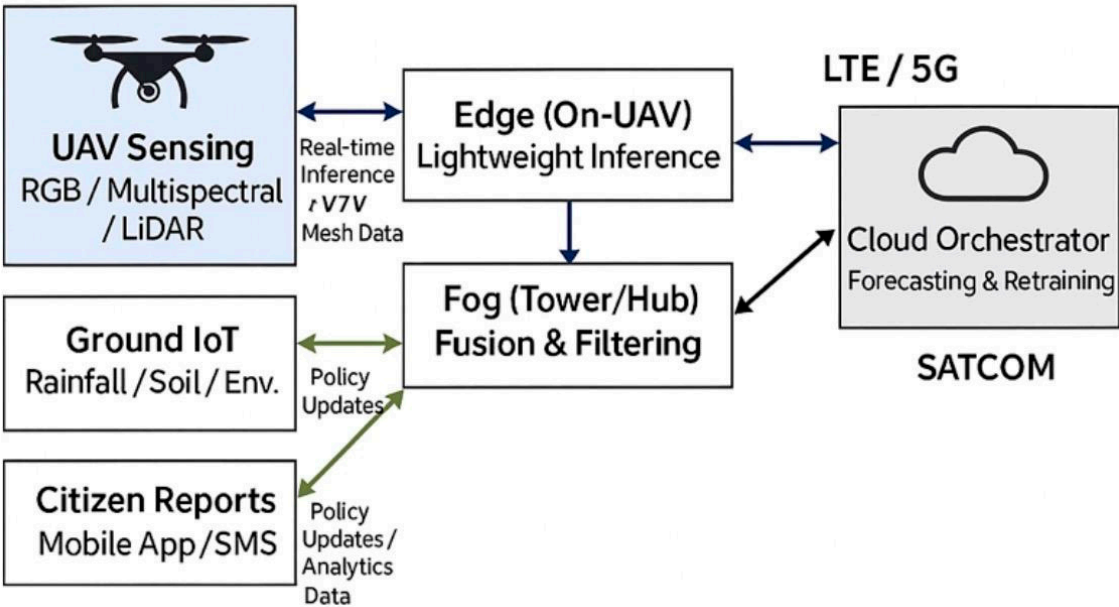 UAV Sensing
RGB / Multispectral
/ LiDAR
Real-time
Inference
V7V
Mesh Data
Edge (On-UAV)
Lightweight Inference
LTE / 5G
Cloud Orchestrator
Forecasting & Retraining
SATCOM
Fog (Tower/Hub)
Fusion & Filtering
Ground IoT
Rainfall / Soil / Env.
Policy
Updates
Citizen Reports
Mobile App / SMS
Policy
Updates /
Analytics
Data